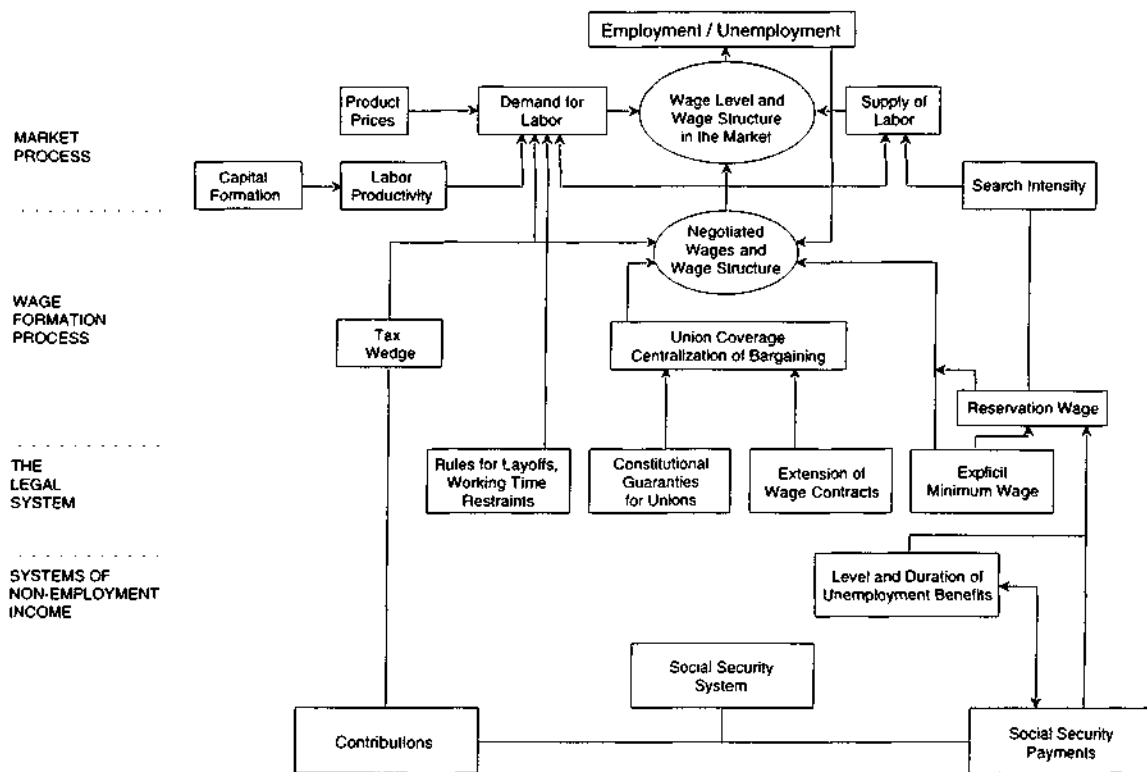 Employment / Unemployment
Product
Prices
Demand for
Labor
Wage Level and
Wage Structure
in the Market
Supply of
Labor
MARKET
PROCESS
Capital
Formation
Labor
Productivity
Search Intensity
Negotiated
Wages and
Wage Structure
WAGE
FORMATION
PROCESS
Tax
Wedge
Union Coverage
Centralization of Bargaining
Reservation Wage
THE
LEGAL
SYSTEM
Rules for Layoffs,
Working Time
Restraints
Constitutional
Guaranties
for Unions
Extension of
Wage Contracts
Explicit
Minimum Wage
SYSTEMS OF
NON-EMPLOYMENT
INCOME
Level and Duration of
Unemployment Benefits
Social Security
System
Contributions
Social Security
Payments